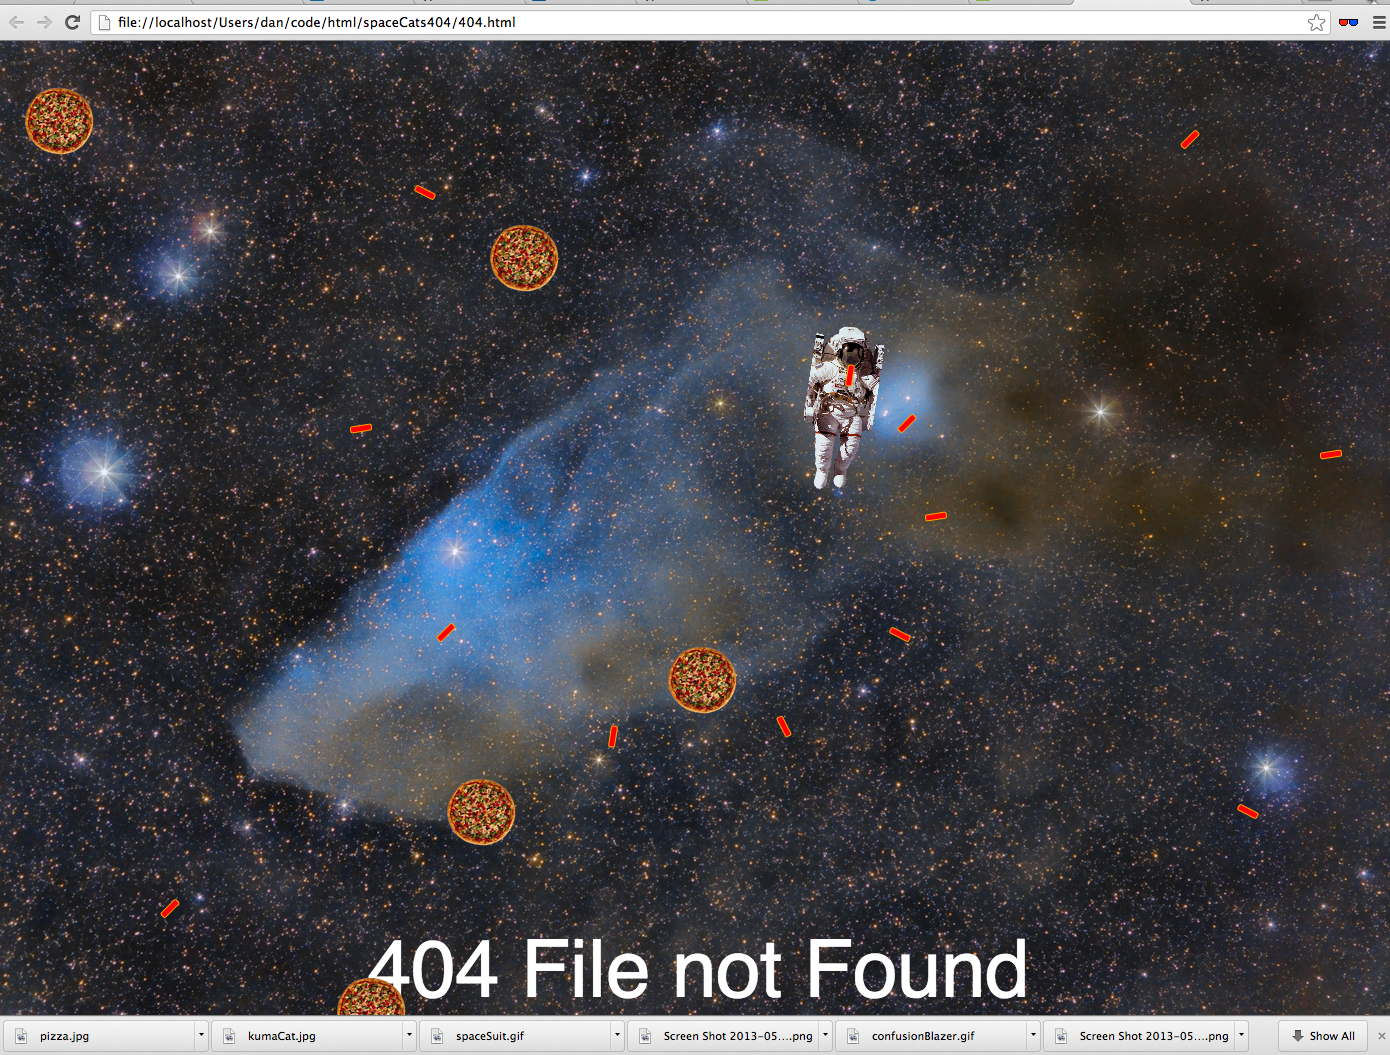 file://localhost/Users/dan/code/html/spaceCats404/404.html
404 File not Found
pizza.jpg
kumaCat.jpg
spaceSuit.gif
Screen Shot 2013-05....png
confusionBlazer.gif
Screen Shot 2013-05....png
Show All